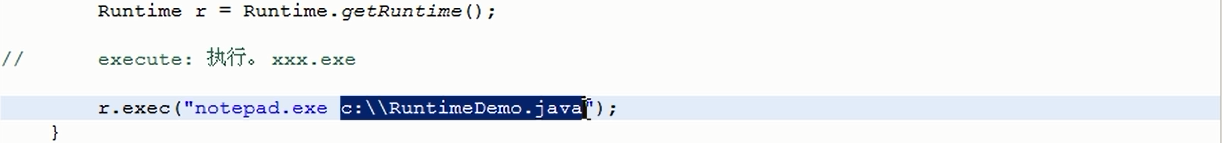 Runtime r = Runtime.getRuntime();
// execute: 执行。 xxx.exe
r.exec("notepad.exe c:\\RuntimeDemo.java");
}